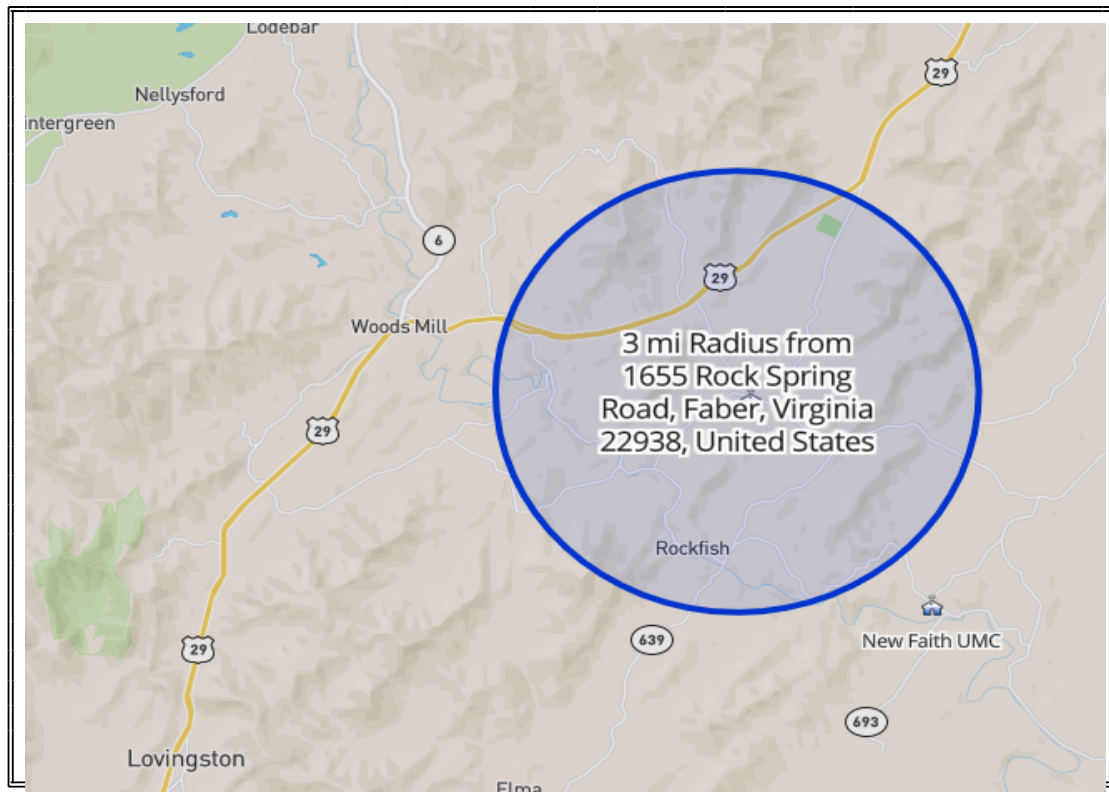 Lodebar
29
Nellysford
intergreen
6
29
Woods Mill
3 mi Radius from
1655 Rock Spring
Road, Faber, Virginia
22938, United States
29
Rockfish
639
New Faith UMC
29
693
Lovingston
Elma